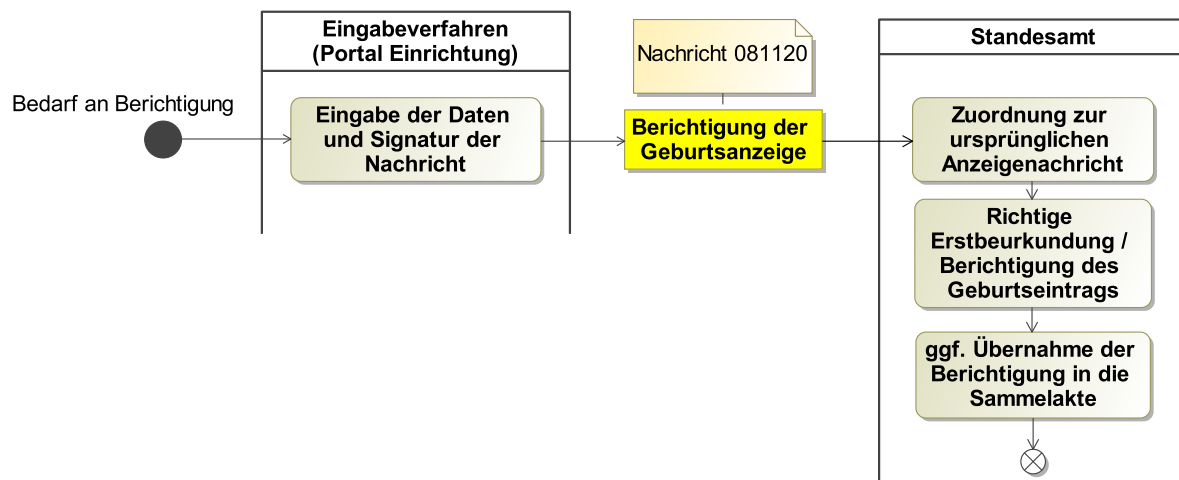 Bedarf an Berichtigung
Eingabeverfahren
(Portal Einrichtung)
Eingabe der Daten
und Signatur der
Nachricht
Nachricht 081120
Berichtigung der
Geburtsanzeige
Standesamt
Zuordnung zur
ursprünglichen
Anzeigenachricht
Richtige
Erstbeurkundung /
Berichtigung des
Geburtseintrags
ggf. Übernahme der
Berichtigung in die
Sammelakte